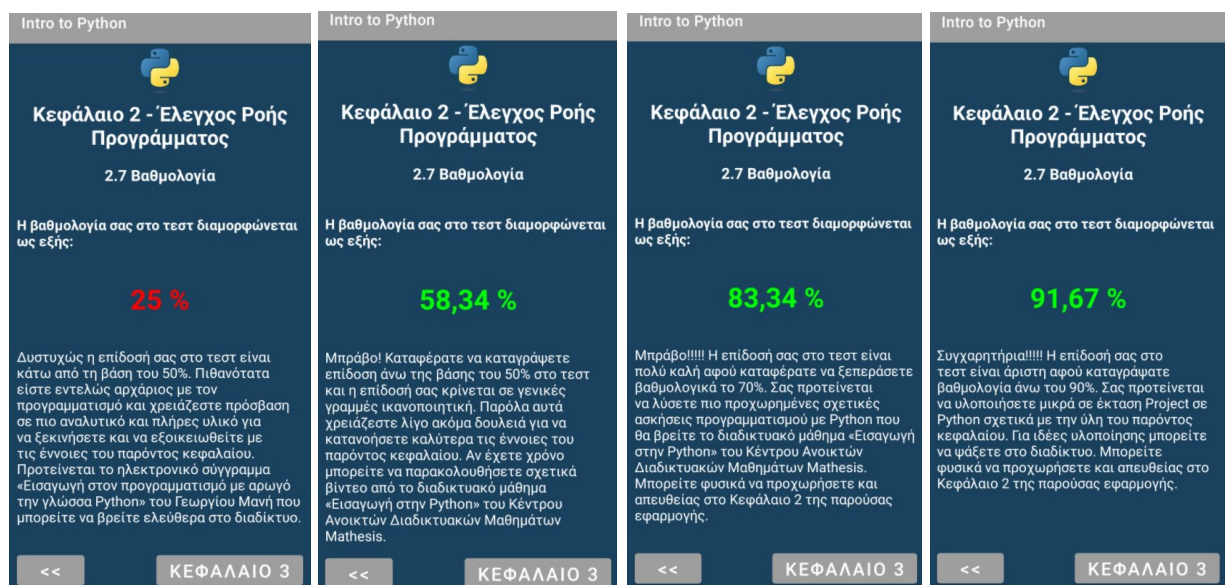 Intro to Python
Κεφάλαιο 2 - Έλεγχος Ροής
Προγράμματος
2.7 Βαθμολογία
Η βαθμολογία σας στο τεστ διαμορφώνεται
ως εξής:
25 %
Δυστυχώς η επίδοσή σας στο τεστ είναι
κάτω από τη βάση του 50%. Πιθανότατα
είστε εντελώς αρχάριος με τον
προγραμματισμό και χρειάζεστε πρόσβαση
σε πιο αναλυτικό και πλήρες υλικό για
να ξεκινήσετε και να εξοικειωθείτε με
τις έννοιες του παρόντος κεφαλαίου.
Προτείνεται το ηλεκτρονικό σύγγραμμα
«Εισαγωγή στον προγραμματισμό με αρωγό
την γλώσσα Python» του Γεωργίου Μανή που
μπορείτε να βρείτε ελεύθερα στο διαδίκτυο.
<<
ΚΕΦΑΛΑΙΟ 3
Intro to Python
Κεφάλαιο 2 - Έλεγχος Ροής
Προγράμματος
2.7 Βαθμολογία
Η βαθμολογία σας στο τεστ διαμορφώνεται
ως εξής:
58,34 %
Μπράβο! Καταφέρατε να καταγράψετε
επίδοση άνω της βάσης του 50% στο τεστ
και η επίδοσή σας κρίνεται σε γενικές
γραμμές ικανοποιητική. Παρόλα αυτά
χρειάζεστε λίγο ακόμα δουλειά για να
κατανοήσετε καλύτερα τις έννοιες του
παρόντος κεφαλαίου. Αν έχετε χρόνο
μπορείτε να παρακολουθήσετε σχετικά
βίντεο από το διαδικτυακό μάθημα
«Εισαγωγή στην Python» του Κέντρου
Ανοικτών Διαδικτυακών Μαθημάτων
Mathesis.
<<
ΚΕΦΑΛΑΙΟ 3
Intro to Python
Κεφάλαιο 2 - Έλεγχος Ροής
Προγράμματος
2.7 Βαθμολογία
Η βαθμολογία σας στο τεστ διαμορφώνεται
ως εξής:
83,34 %
Μπράβο!!!!! Η επίδοσή σας στο τεστ είναι
πολύ καλή αφού καταφέρατε να ξεπεράσετε
βαθμολογικά το 70%. Σας προτείνεται
να λύσετε πιο προχωρημένες σχετικές
ασκήσεις προγραμματισμού με Python που
θα βρείτε το διαδικτυακό μάθημα «Εισαγωγή
στην Python» του Κέντρου Ανοικτών
Διαδικτυακών Μαθημάτων Mathesis.
Μπορείτε φυσικά να προχωρήσετε και
απευθείας στο Κεφάλαιο 2 της παρούσας
εφαρμογής.
<<
ΚΕΦΑΛΑΙΟ 3
Intro to Python
Κεφάλαιο 2 - Έλεγχος Ροής
Προγράμματος
2.7 Βαθμολογία
Η βαθμολογία σας στο τεστ διαμορφώνεται
ως εξής:
91,67 %
Συγχαρητήρια!!!!! Η επίδοσή σας στο
τεστ είναι άριστη αφού καταγράψατε
βαθμολογία άνω του 90%. Σας προτείνεται
να υλοποιήσετε μικρά σε έκταση Project σε
Python σχετικά με την ύλη του παρόντος
κεφαλαίου. Για ιδέες υλοποίησης μπορείτε
να ψάξετε στο διαδίκτυο. Μπορείτε
φυσικά να προχωρήσετε και απευθείας στο
Κεφάλαιο 2 της παρούσας εφαρμογής.
<<
ΚΕΦΑΛΑΙΟ 3